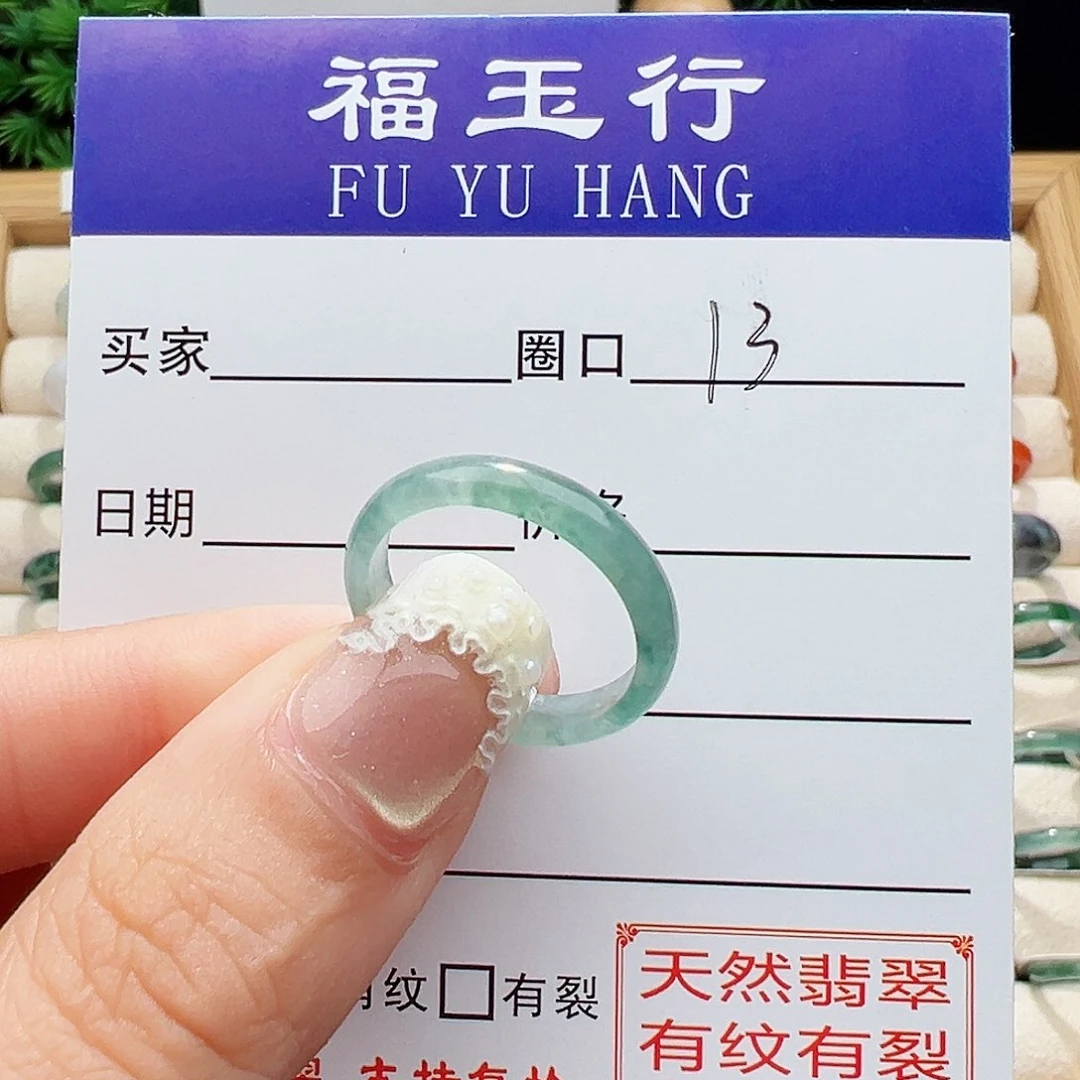 福玉行
FU YU HANG
买家 圈口 13
日期
有纹 有裂
天然翡翠
有纹有裂